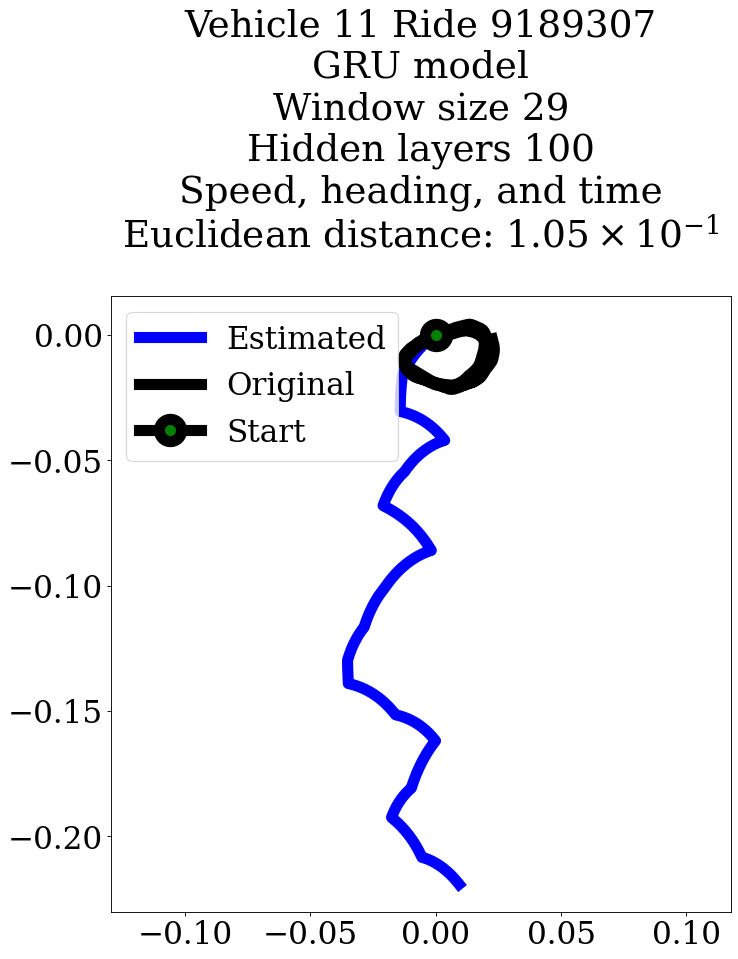 Vehicle 11 Ride 9189307
GRU model
Window size 29
Hidden layers 100
Speed, heading, and time
Euclidean distance: 1.05 × 10⁻¹
Estimated
Original
Start
0.00
−0.05
−0.10
−0.15
−0.20
−0.10 −0.05 0.00 0.05 0.10